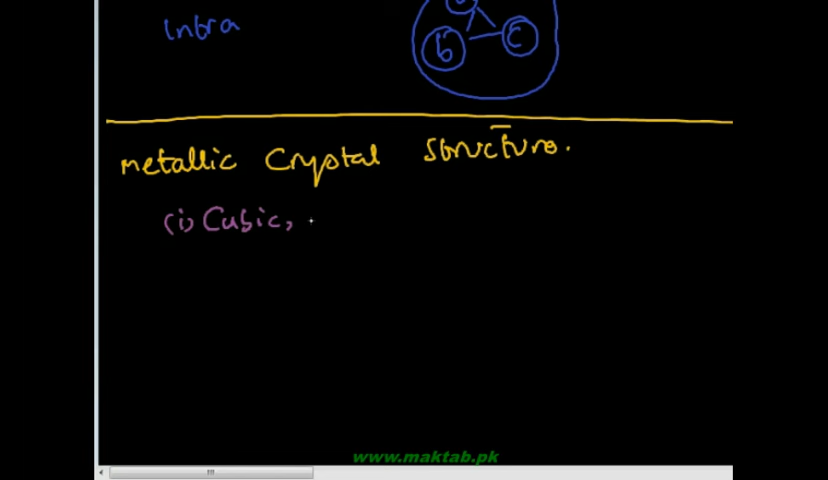 Intra
b c
metallic Crystal Structure.
(i) Cubic,
www.maktab.pk